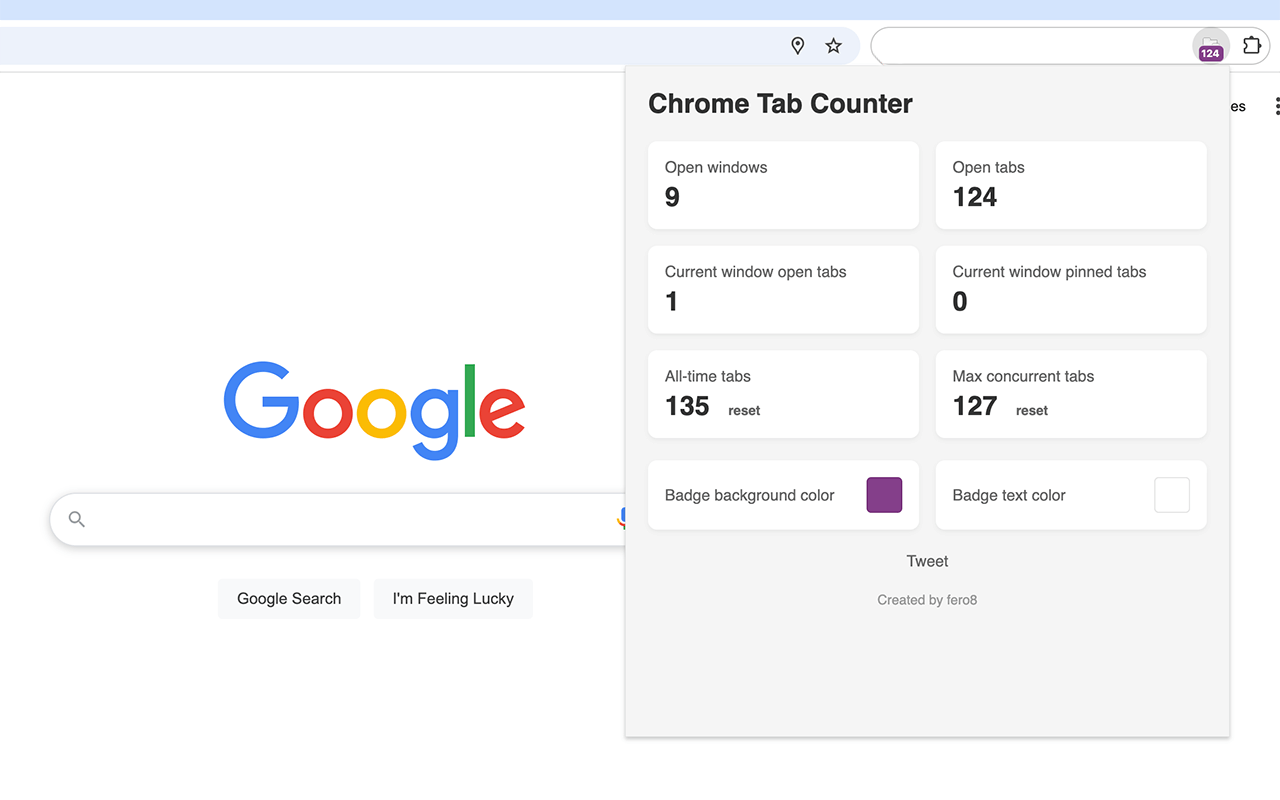 124
es
Chrome Tab Counter
Open windows
9
Open tabs
124
Current window open tabs
1
Current window pinned tabs
0
All-time tabs
135 reset
Max concurrent tabs
127 reset
Badge background color
Badge text color
Tweet
Created by fero8
Google
Google Search
I'm Feeling Lucky